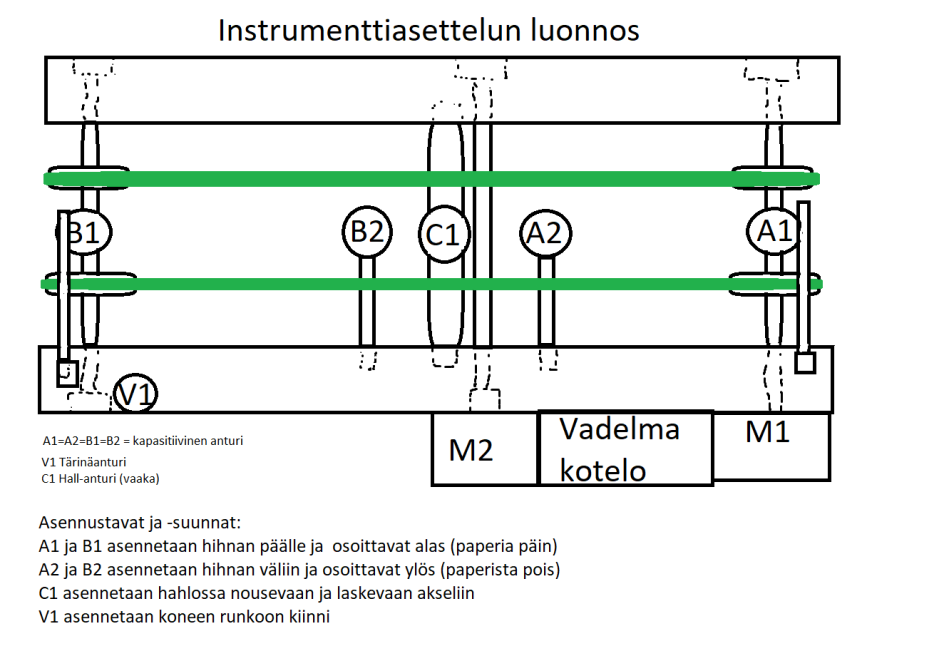 Instrumenttiasettelun luonnos
B1
B2
C1
A2
A1
V1
M2
Vadelma
kotelo
M1
A1=A2=B1=B2 = kapasitiivinen anturi
V1 Tärinäanturi
C1 Hall-anturi (vaaka)
Asennustavat ja -suunnat:
A1 ja B1 asennetaan hihnan päälle ja osoittavat alas (paperia päin)
A2 ja B2 asennetaan hihnan väliin ja osoittavat ylös (paperista pois)
C1 asennetaan hahlossa nousevaan ja laskevaan akseliin
V1 asennetaan koneen runkoon kiinni